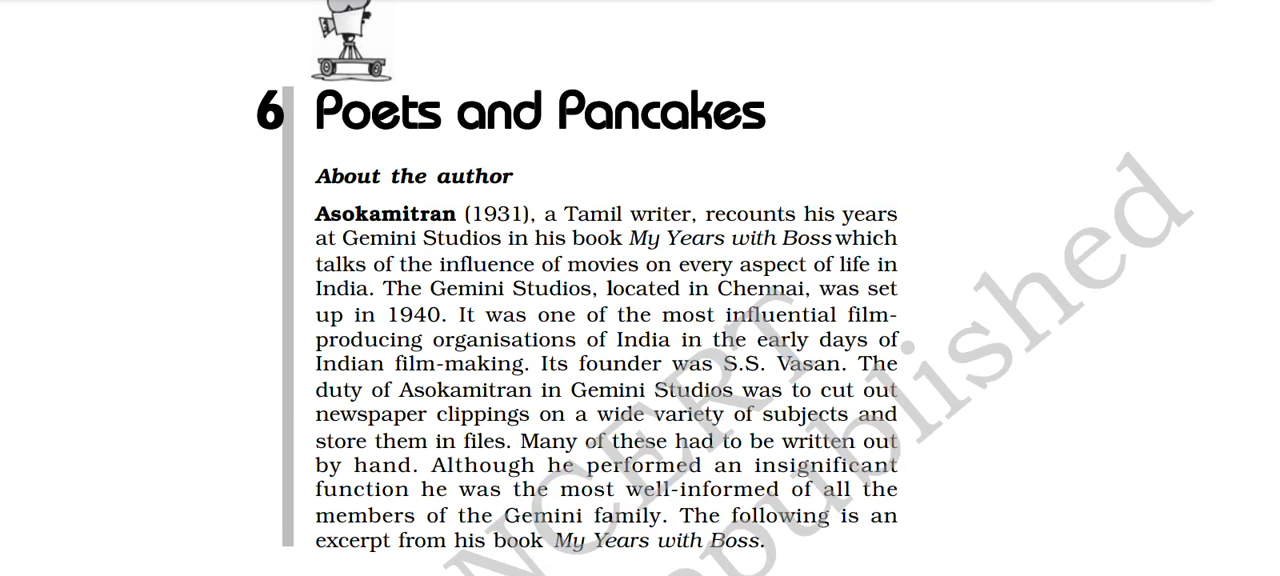 6 Poets and Pancakes
About the author
Asokamitran (1931), a Tamil writer, recounts his years
at Gemini Studios in his book My Years with Boss which
talks of the influence of movies on every aspect of life in
India. The Gemini Studios, located in Chennai, was set
up in 1940. It was one of the most influential film-
producing organisations of India in the early days of
Indian film-making. Its founder was S.S. Vasan. The
duty of Asokamitran in Gemini Studios was to cut out
newspaper clippings on a wide variety of subjects and
store them in files. Many of these had to be written out
by hand. Although he performed an insignificant
function he was the most well-informed of all the
members of the Gemini family. The following is an
excerpt from his book My Years with Boss.
NCERT
republished